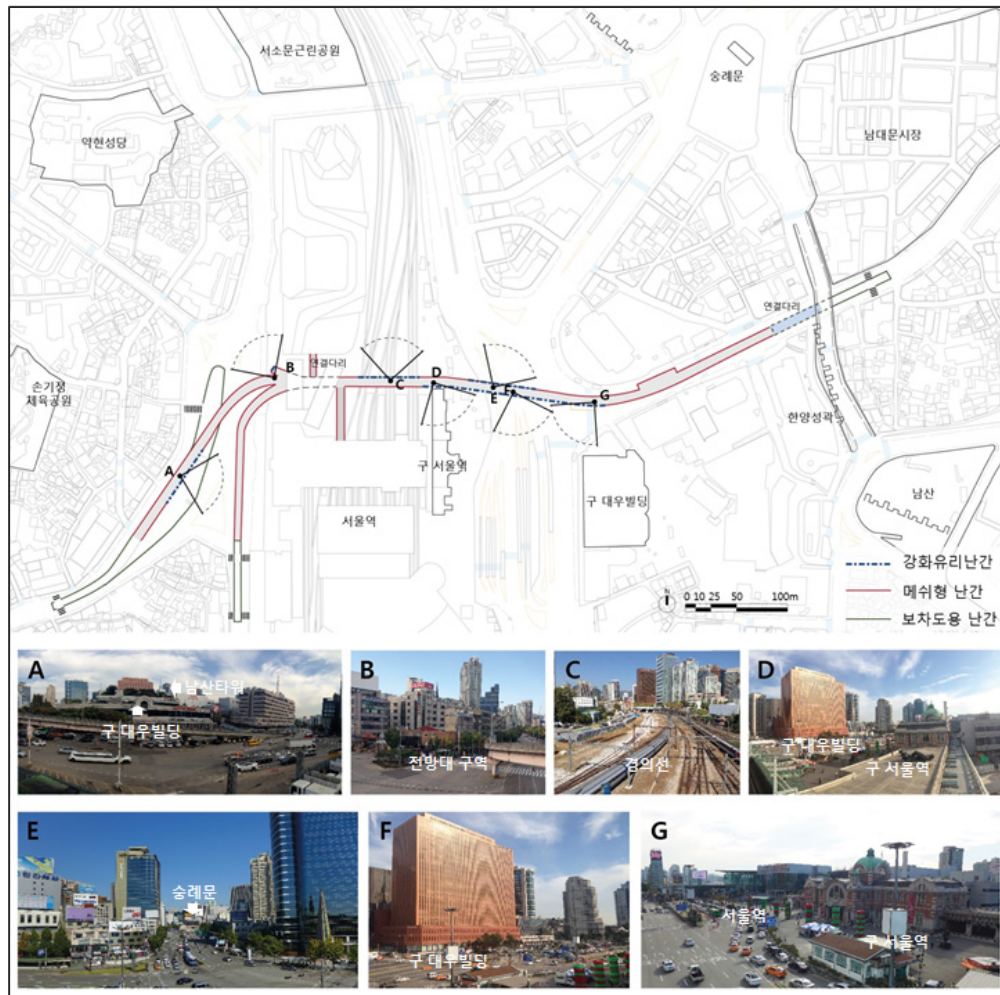 서소문근린공원
숭례문
남대문시장
약현성당
연결다리
B
연결다리
D
C
E
F
G
손기정
체육공원
한양성곽
A
구 서울역
구 대우빌딩
남산
서울역
강화유리난간
메쉬형 난간
보차도용 난간
N
0 10 25 50 100m
A
남산타워
구 대우빌딩
B
전망대 구역
C
경의선
D
구 대우빌딩
구 서울역
E
숭례문
F
구 대우빌딩
G
서울역
구 서울역